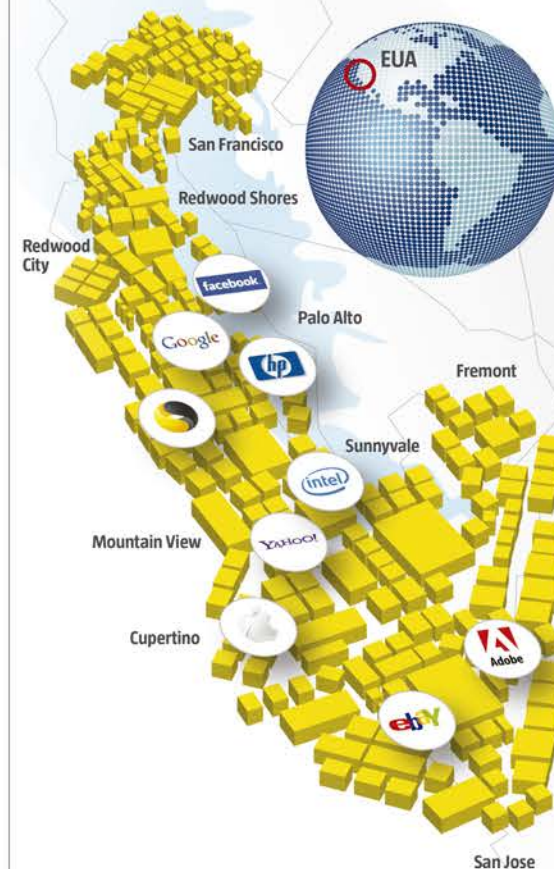 EUA
San Francisco
Redwood Shores
Redwood
City
facebook
Palo Alto
Google
hp
Fremont
Sunnyvale
intel
Mountain View
YAHOO!
Cupertino
Adobe
ebaY
San Jose